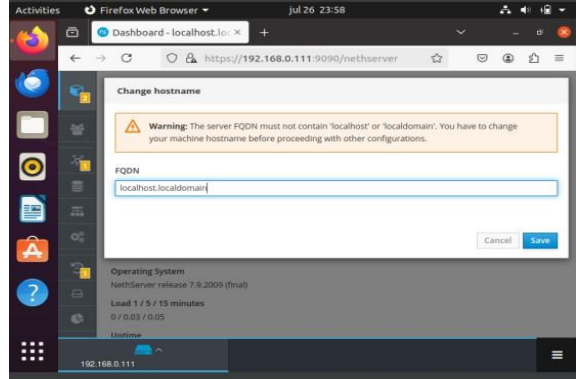 Activities
Firefox Web Browser
jul 26 23:58
Dashboard - localhost.loc
https://192.168.0.111:9090/nethserver
Change hostname
Warning: The server FQDN must not contain 'localhost' or 'localdomain'. You have to change
your machine hostname before proceeding with other configurations.
FQDN
localhost.localdomain
Cancel
Save
2
1
1
Operating System
NethServer release 7.9.2009 (final)
Load 1 / 5 / 15 minutes
0 / 0.03 / 0.05
Uptime
192.168.0.111